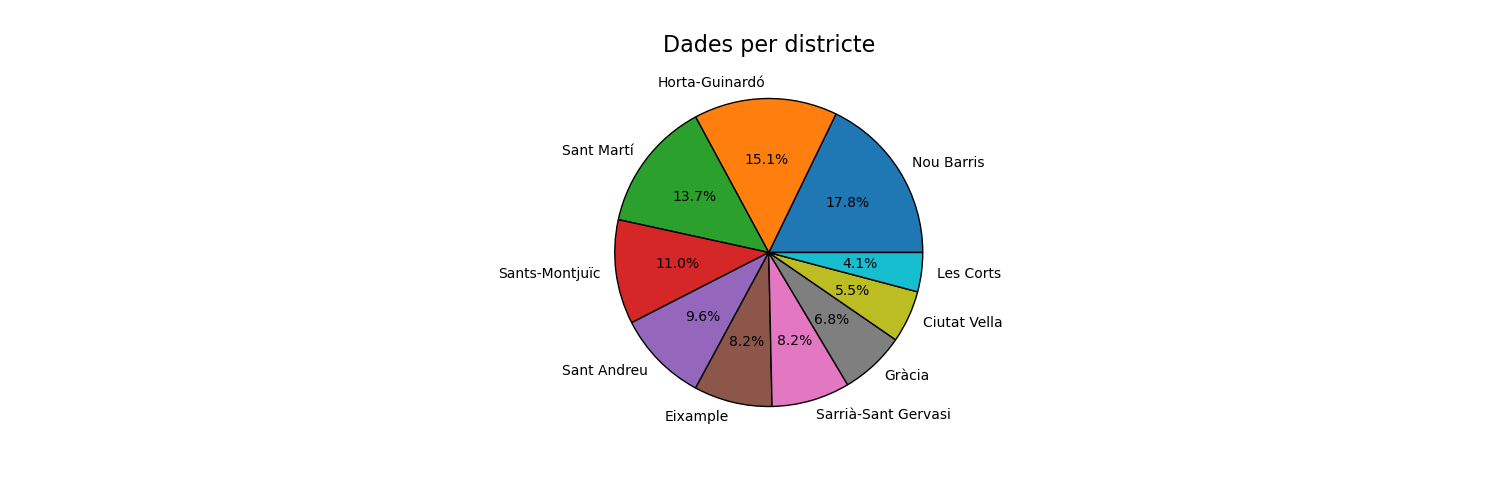 Dades per districte
Horta-Guinardó
Sant Martí
Nou Barris
15.1%
13.7%
17.8%
Sants-Montjuïc
11.0%
4.1%
Les Corts
5.5%
9.6%
6.8%
Ciutat Vella
8.2%
8.2%
Sant Andreu
Gràcia
Eixample
Sarrià-Sant Gervasi